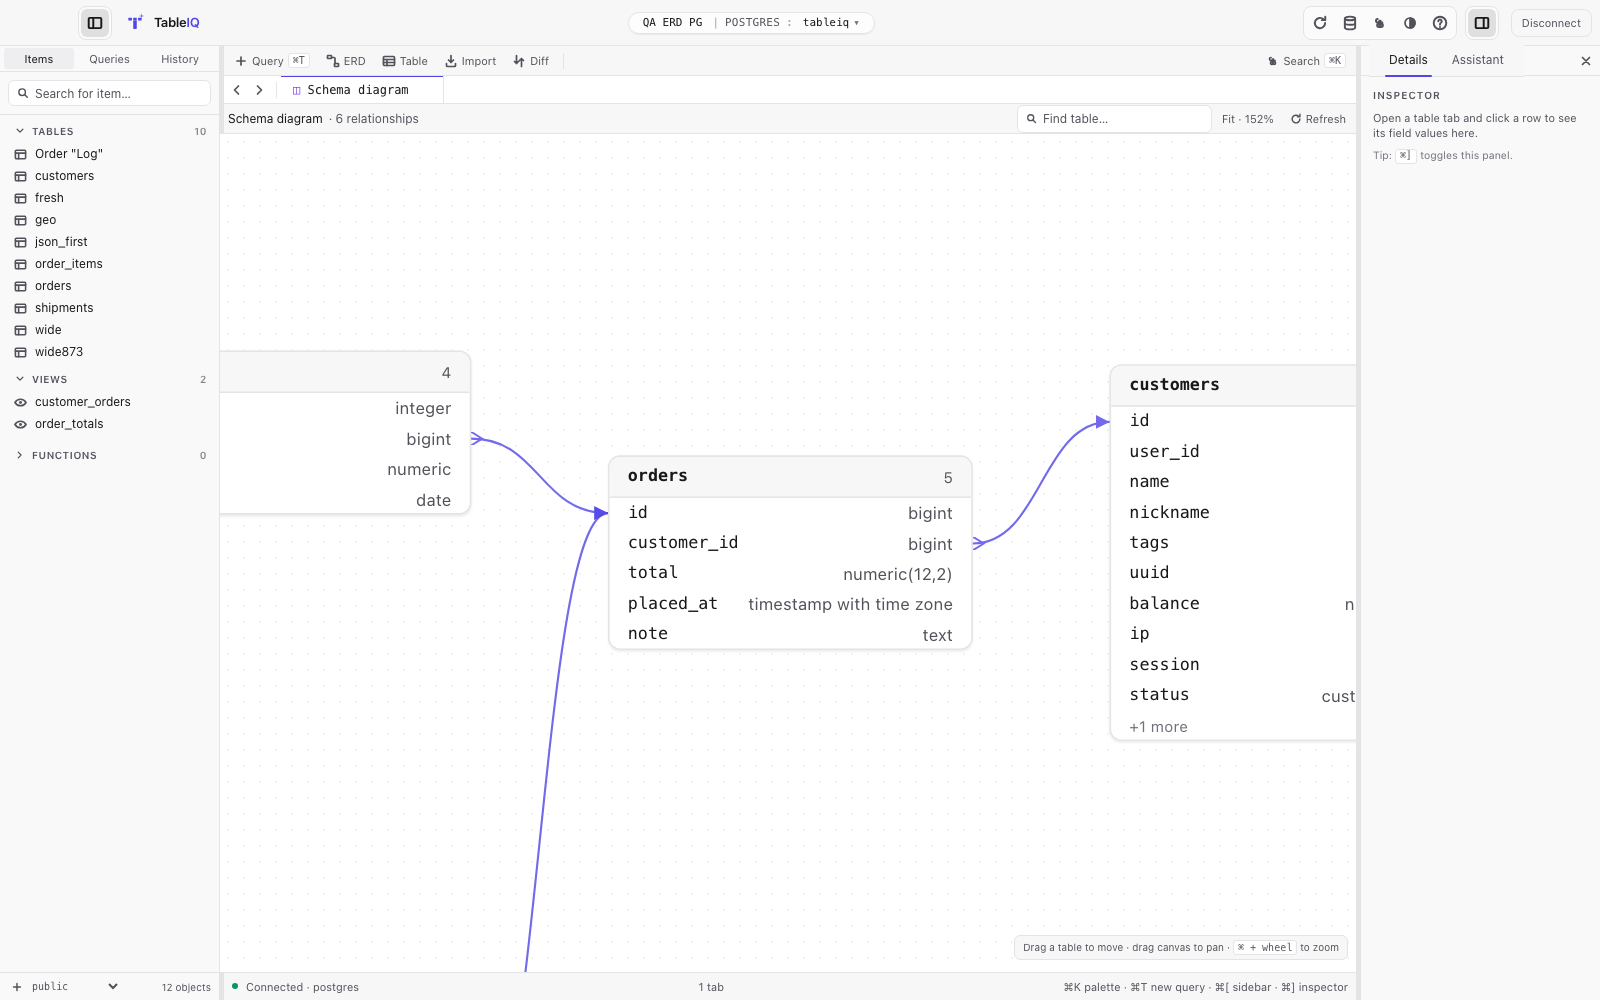 TableIQ
QA ERD PG | POSTGRES : tableiq ▾
Disconnect
Items Queries History
+ Query ⌘T ERD Table Import Diff
Search ⌘K
Details Assistant
Search for item...
Schema diagram
Schema diagram · 6 relationships
Find table...
Fit · 152% Refresh
INSPECTOR
Open a table tab and click a row to see
its field values here.
Tip: ⌘] toggles this panel.
TABLES 10
Order "Log"
customers
fresh
geo
json_first
order_items
orders
shipments
wide
wide873
VIEWS 2
customer_orders
order_totals
FUNCTIONS 0
4
integer
bigint
numeric
date
orders 5
id bigint
customer_id bigint
total numeric(12,2)
placed_at timestamp with time zone
note text
customers
id
user_id
name
nickname
tags
uuid
balance n
ip
session
status cust
+1 more
Drag a table to move · drag canvas to pan · ⌘ + wheel to zoom
+ public 12 objects
Connected · postgres
1 tab
⌘K palette · ⌘T new query · ⌘[ sidebar · ⌘] inspector